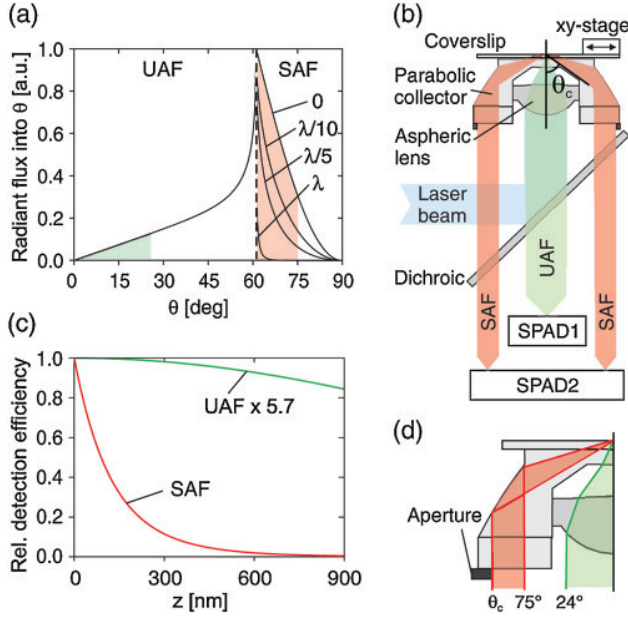 (a)
UAF
SAF
0
λ/10
λ/5
λ
1.0
0.8
0.6
0.4
0.2
0.0
0
15
30
45
60
75
90
Radiant flux into θ [a.u.]
θ [deg]
(b)
xy-stage
Coverslip
θc
Parabolic
collector
Aspheric
lens
Laser
beam
Dichroic
SAF
UAF
SAF
SPAD1
SPAD2
(c)
1.0
0.8
0.6
0.4
0.2
0.0
UAF x 5.7
SAF
0
300
600
900
Rel. detection efficiency
z [nm]
(d)
Aperture
θc 75° 24°